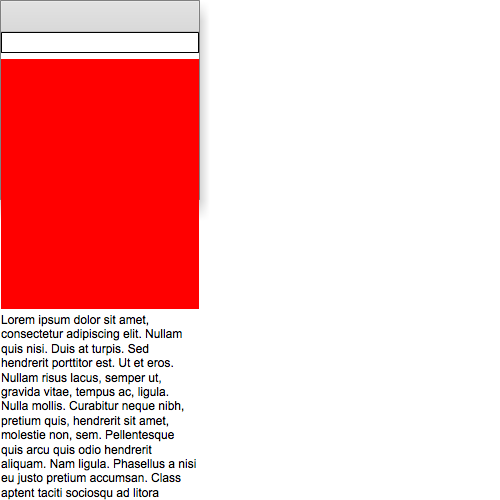 Lorem ipsum dolor sit amet,
consectetur adipiscing elit. Nullam
quis nisi. Duis at turpis. Sed
hendrerit porttitor est. Ut et eros.
Nullam risus lacus, semper ut,
gravida vitae, tempus ac, ligula.
Nulla mollis. Curabitur neque nibh,
pretium quis, hendrerit sit amet,
molestie non, sem. Pellentesque
quis arcu quis odio hendrerit
aliquam. Nam ligula. Phasellus a nisi
eu justo pretium accumsan. Class
aptent taciti sociosqu ad litora